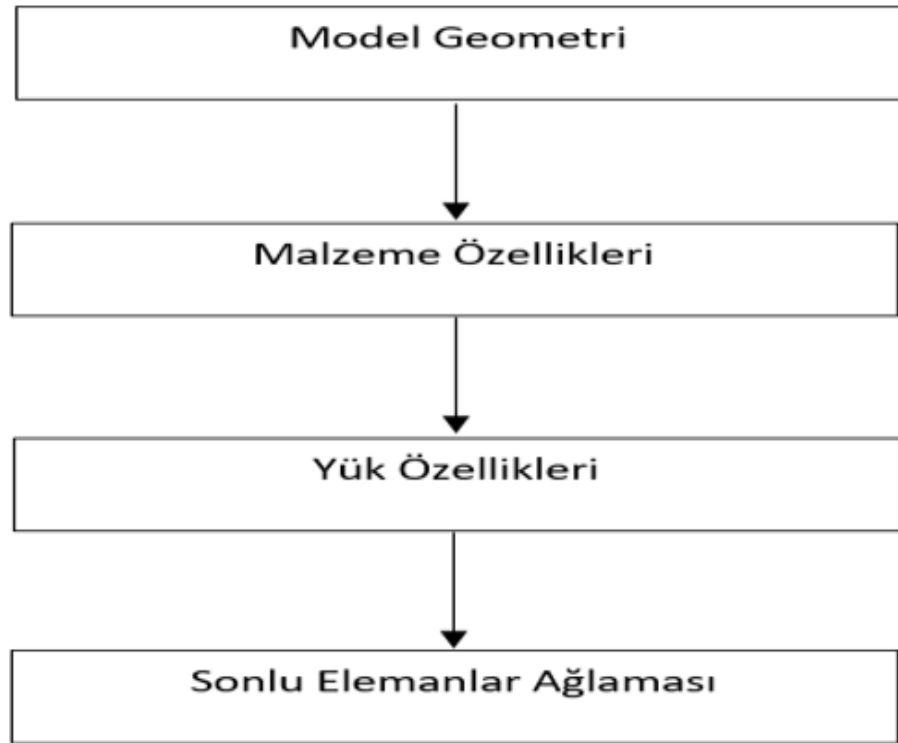 Model Geometri
Malzeme Özellikleri
Yük Özellikleri
Sonlu Elemanlar Ağlaması